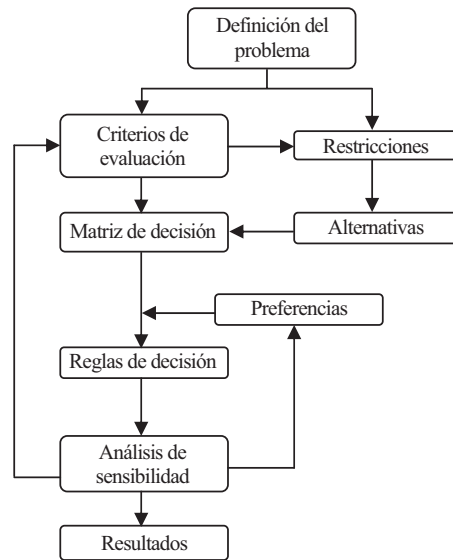 Definición del
problema
Criterios de
evaluación
Restricciones
Matriz de decisión
Alternativas
Preferencias
Reglas de decisión
Análisis de
sensibilidad
Resultados